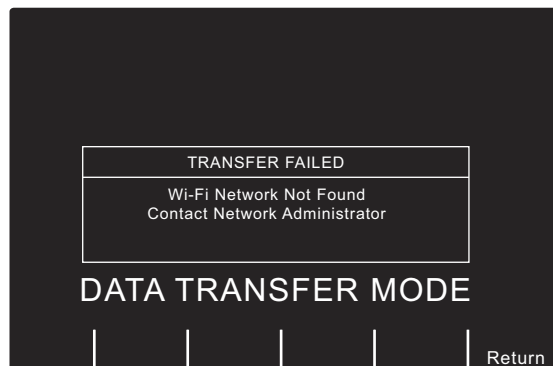 TRANSFER FAILED
Wi-Fi Network Not Found
Contact Network Administrator
DATA TRANSFER MODE
Return